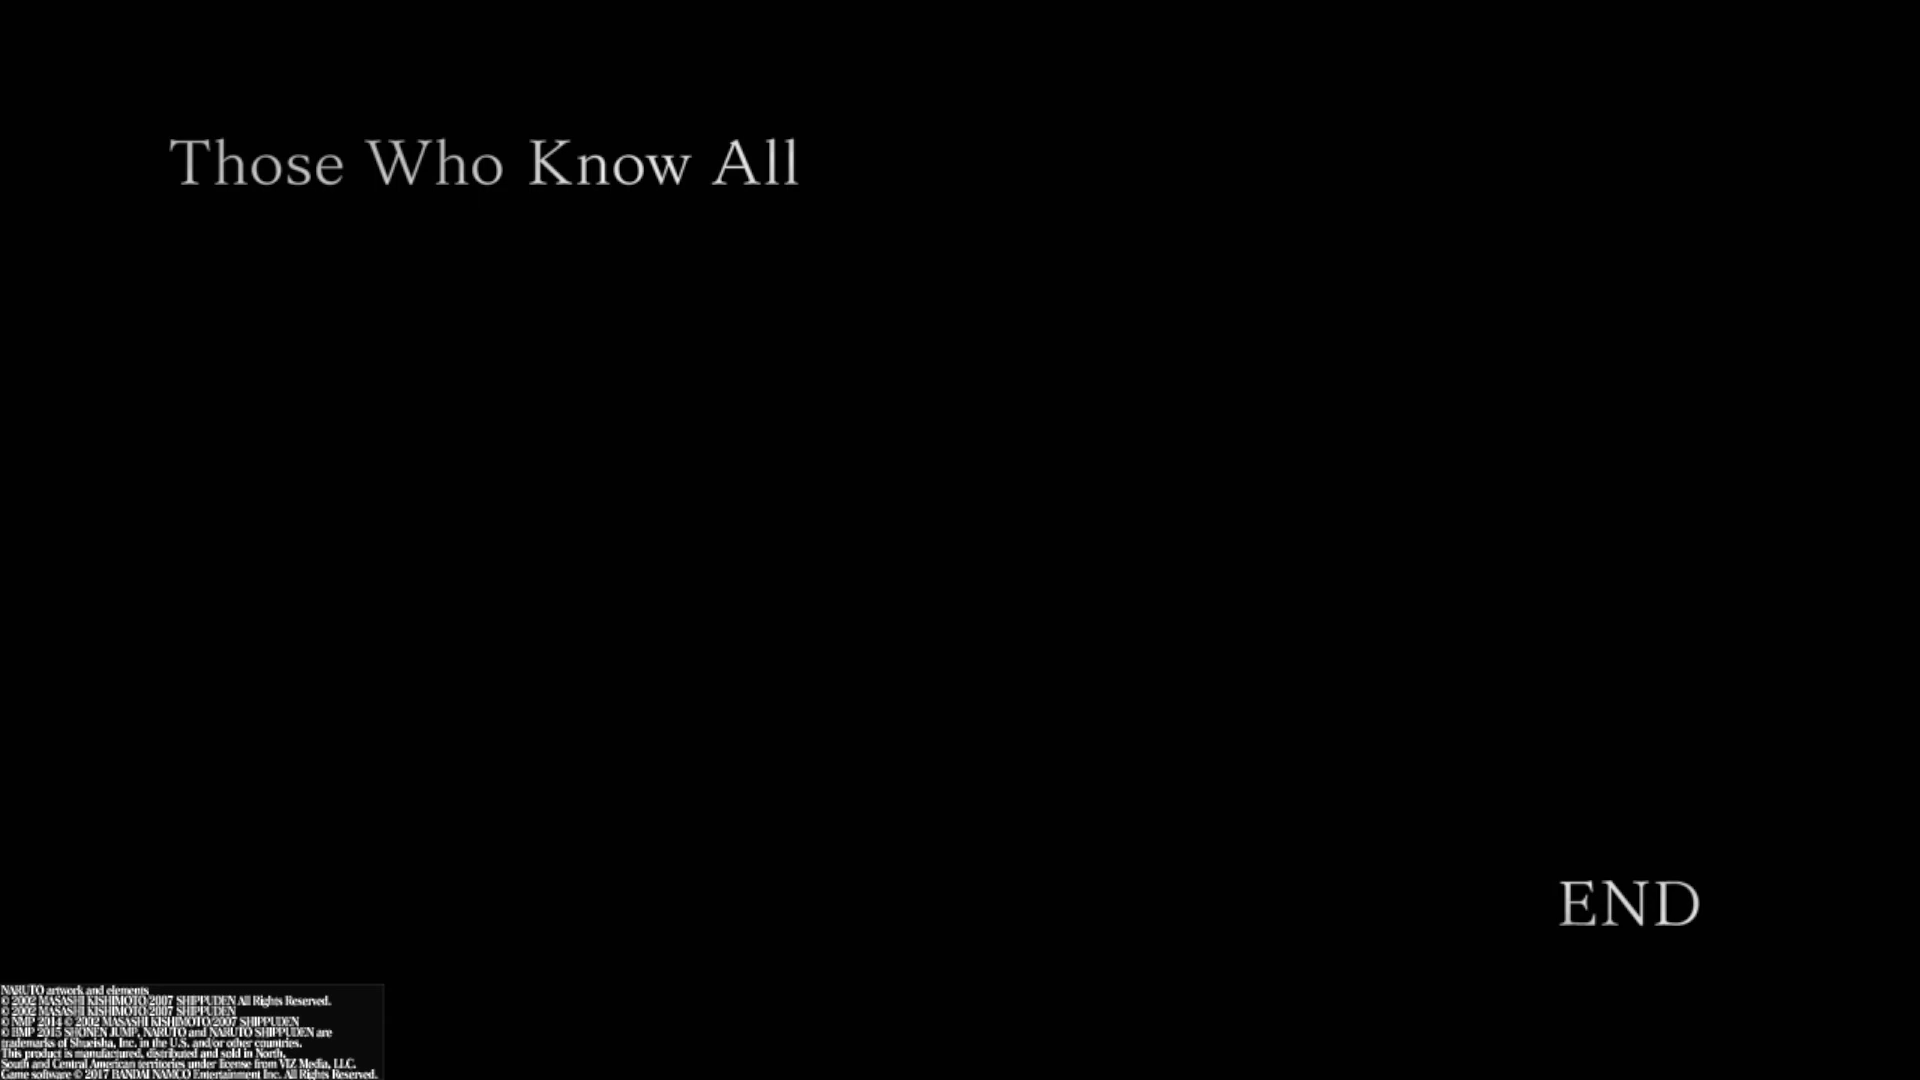 Those Who Know All
END
NARUTO artwork and elements
© 2002 MASASHI KISHIMOTO/2007 SHIPPUDEN All Rights Reserved.
© 2002 MASASHI KISHIMOTO/2007 SHIPPUDEN
© NMP 2014 © 2002 MASASHI KISHIMOTO/2007 SHIPPUDEN
© BMP 2015 SHONEN JUMP, NARUTO and NARUTO SHIPPUDEN are
trademarks of Shueisha, Inc. in the U.S. and/or other countries.
This product is manufactured, distributed and sold in North,
South and Central American territories under license from VIZ Media, LLC.
Game software © 2017 BANDAI NAMCO Entertainment Inc. All Rights Reserved.